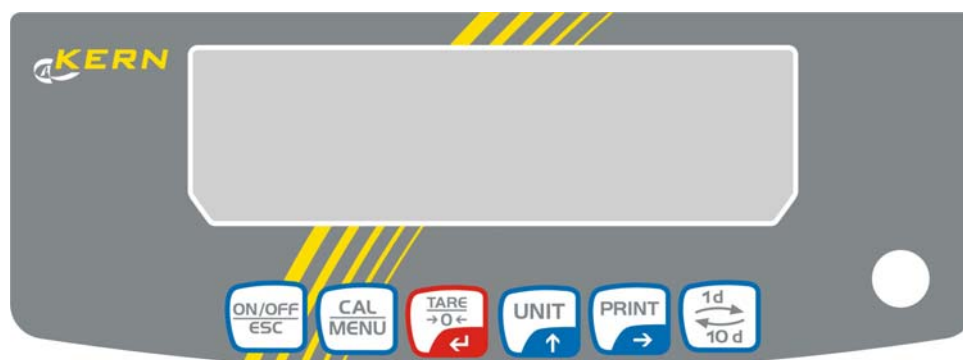 KERN
ON/OFF
ESC
CAL
MENU
TARE
→0←
↵
UNIT
↑
PRINT
→
1d
10 d